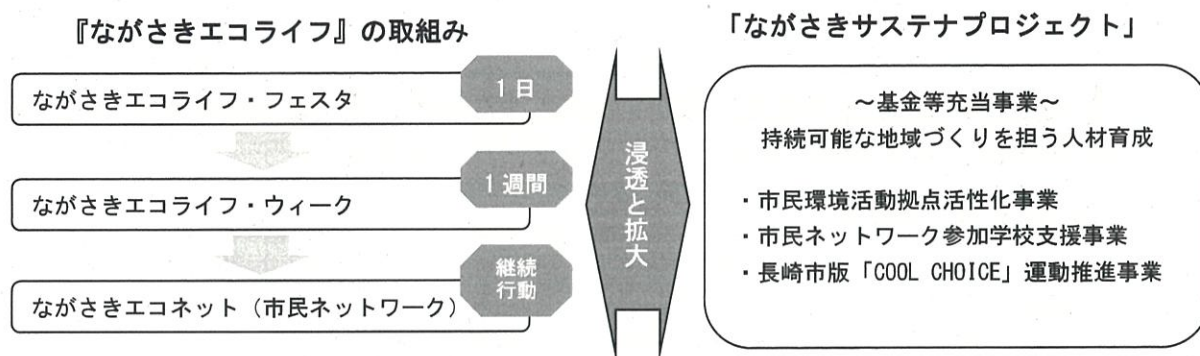 『ながさきエコライフ』の取組み
1日
ながさきエコライフ・フェスタ
1週間
ながさきエコライフ・ウィーク
継続
行動
ながさきエコネット（市民ネットワーク）
浸透と拡大
「ながさきサステナプロジェクト」
～基金等充当事業～
持続可能な地域づくりを担う人材育成
・市民環境活動拠点活性化事業
・市民ネットワーク参加学校支援事業
・長崎市版「COOL CHOICE」運動推進事業